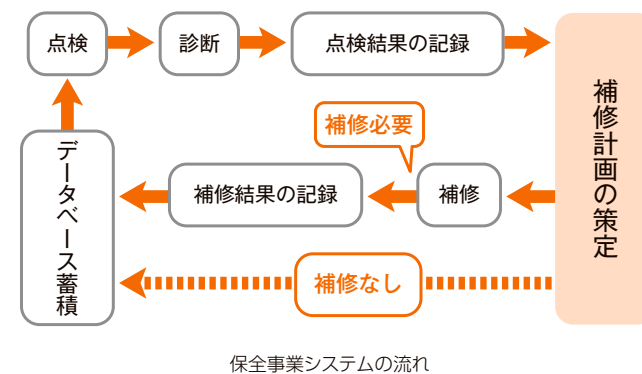 点検
診断
点検結果の記録
補修計画の策定
補修必要
補修
補修結果の記録
データベース蓄積
補修なし
保全事業システムの流れ